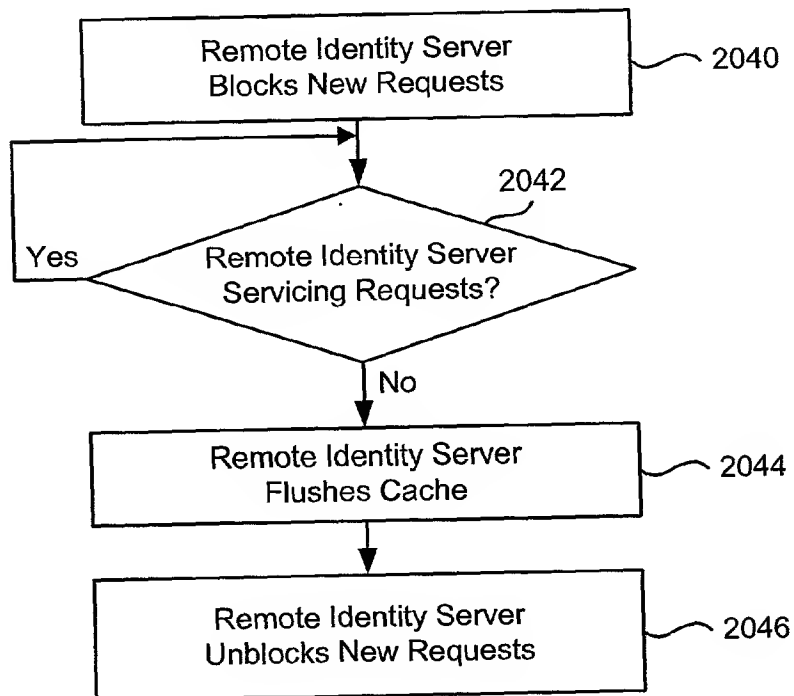 Remote Identity Server
Blocks New Requests
2040
2042
Yes
Remote Identity Server
Servicing Requests?
No
Remote Identity Server
Flushes Cache
2044
Remote Identity Server
Unblocks New Requests
2046